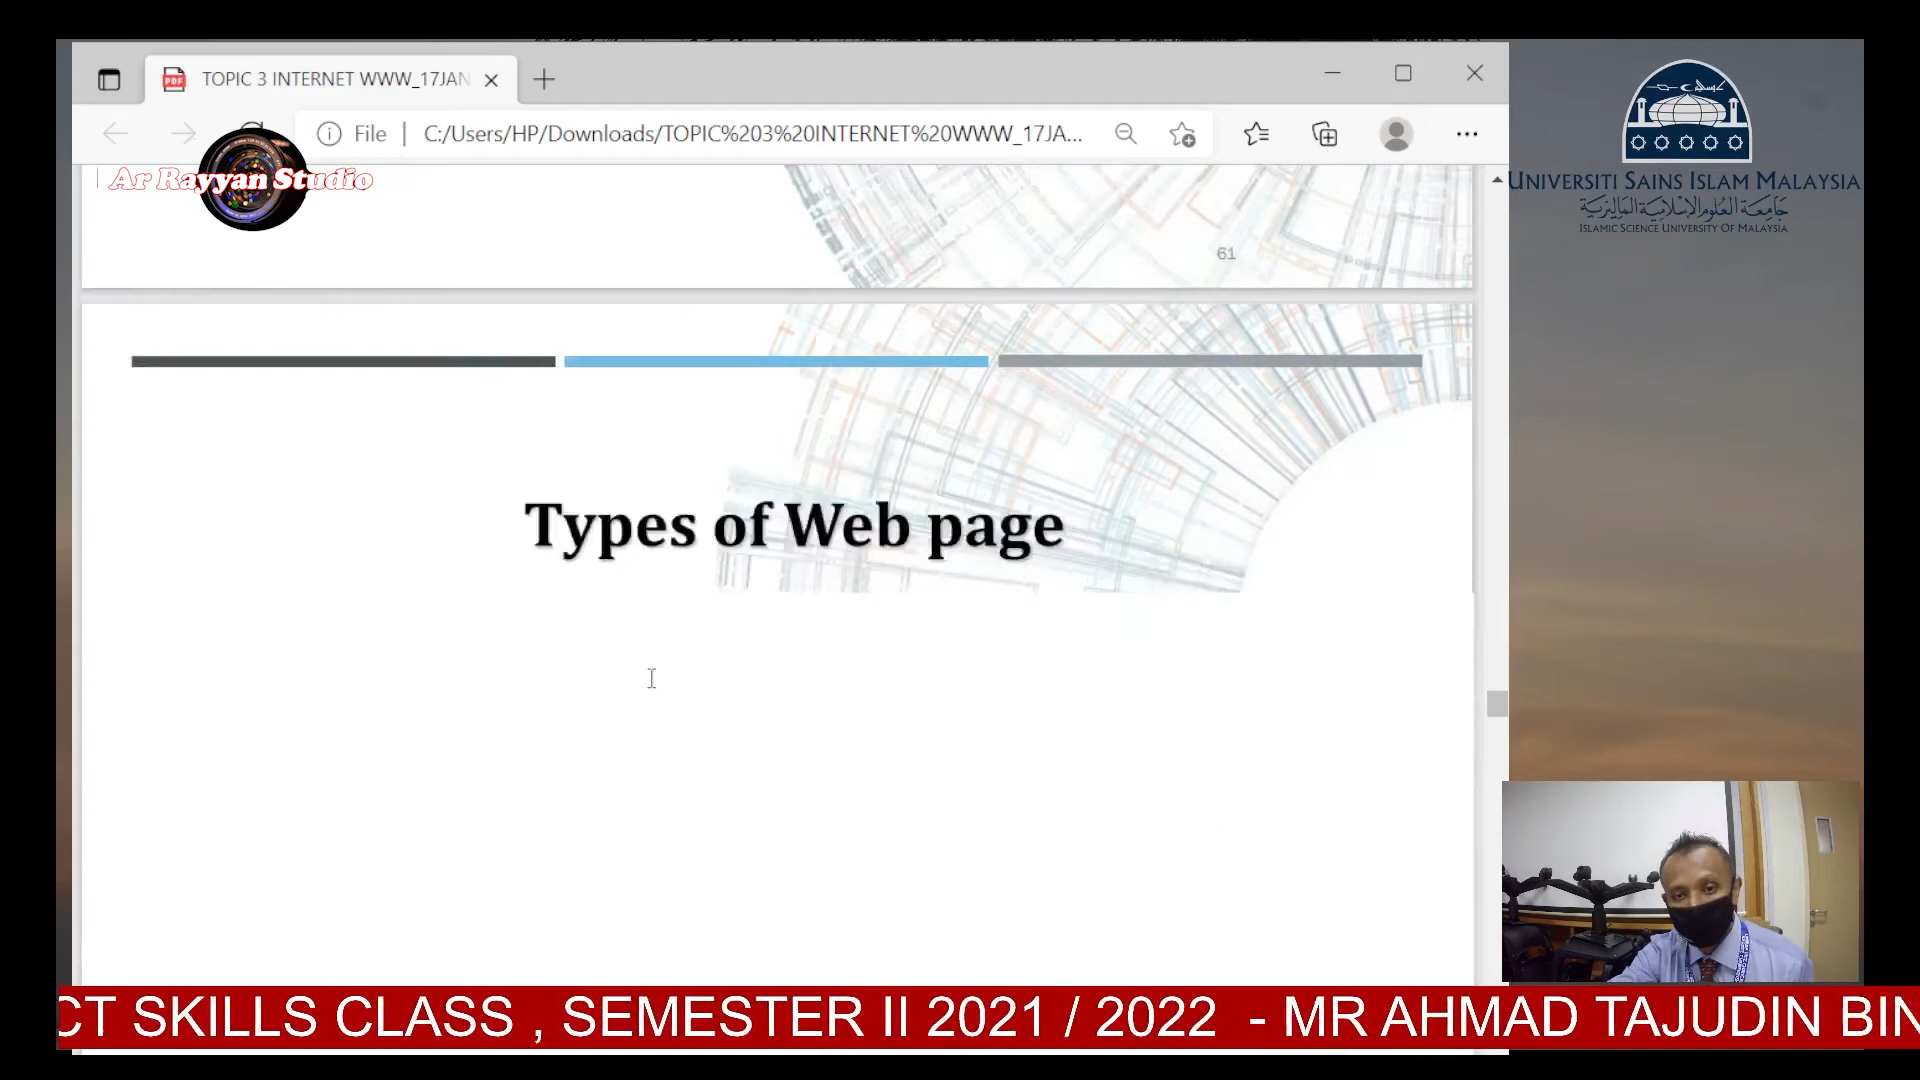 TOPIC 3 INTERNET WWW_17JAN
File
C:/Users/HP/Downloads/TOPIC%203%20INTERNET%20WWW_17JA...
Ar Rayyan Studio
61
Types of Web page
UNIVERSITI SAINS ISLAM MALAYSIA
جامعة العلوم الإسلامية الماليزية
ISLAMIC SCIENCE UNIVERSITY OF MALAYSIA
CT SKILLS CLASS , SEMESTER II 2021 / 2022 - MR AHMAD TAJUDIN BIN